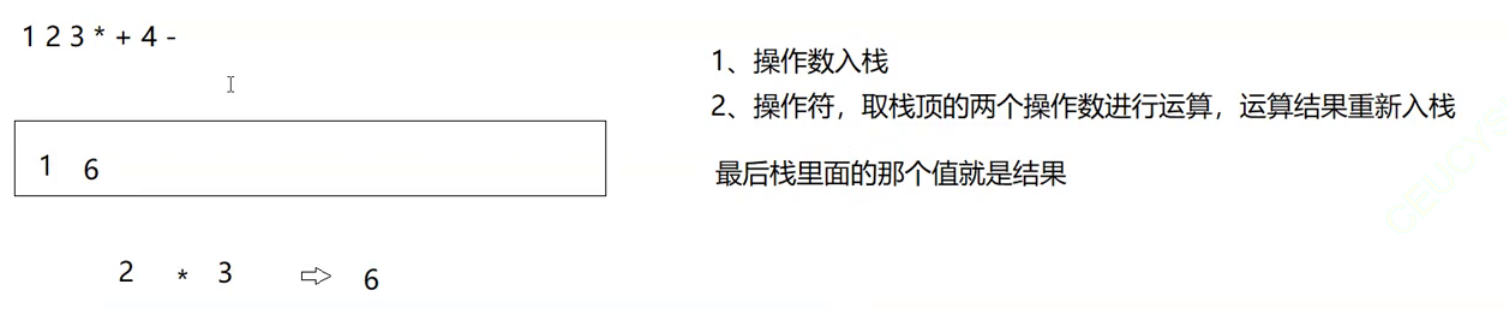 1 2 3 * + 4 -
1、操作数入栈
2、操作符，取栈顶的两个操作数进行运算，运算结果重新入栈
1 6
最后栈里面的那个值就是结果
2 * 3 ⇨ 6